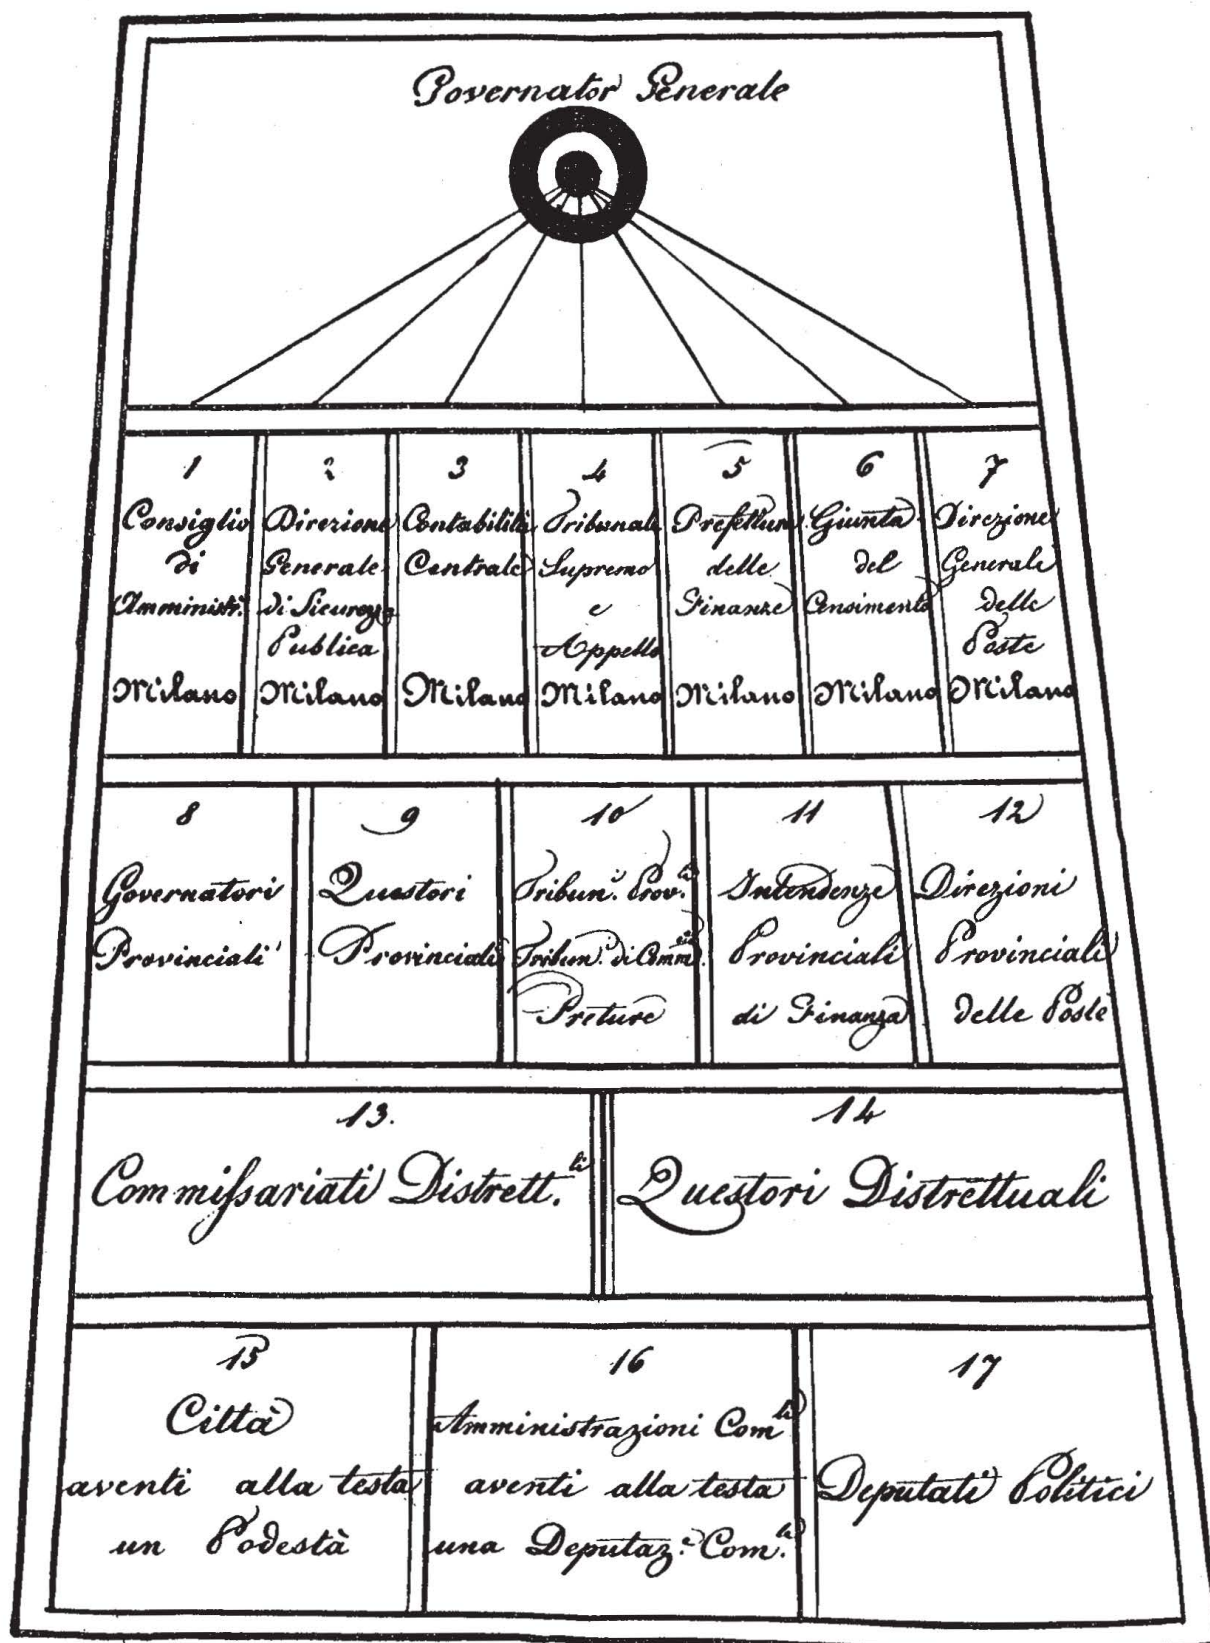 Governator Generale
1
Consiglio
di
Amministr.
Milano
2
Direzione
Generale
di Sicurezza
Publica
Milano
3
Contabilità
Centrale
Milano
4
Tribunale
Supremo
e
Appello
Milano
5
Prefettura
delle
Finanze
Milano
6
Giunta
del
Censimento
Milano
7
Direzione
Generale
delle
Poste
Milano
8
Governatori
Provinciali
9
Questori
Provinciali
10
Tribun.i Prov.li
Tribun.i di Comm.cio
Preture
11
Intendenze
Provinciali
di Finanza
12
Direzioni
Provinciali
delle Poste
13.
Commissariati Distrett.li
14
Questori Distrettuali
15
Città
aventi alla testa
un Podestà
16
Amministrazioni Com.li
aventi alla testa
una Deputaz.e Com.le
17
Deputati Politici